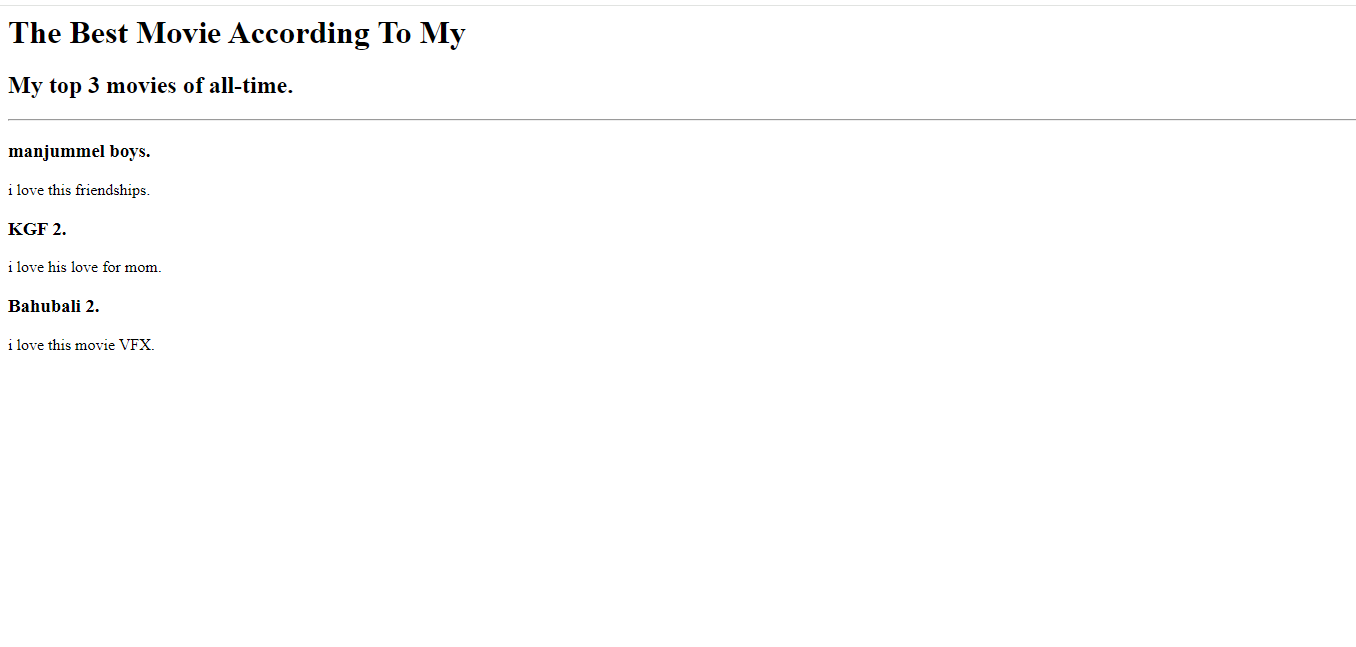 The Best Movie According To My
My top 3 movies of all-time.
manjummel boys.
i love this friendships.
KGF 2.
i love his love for mom.
Bahubali 2.
i love this movie VFX.